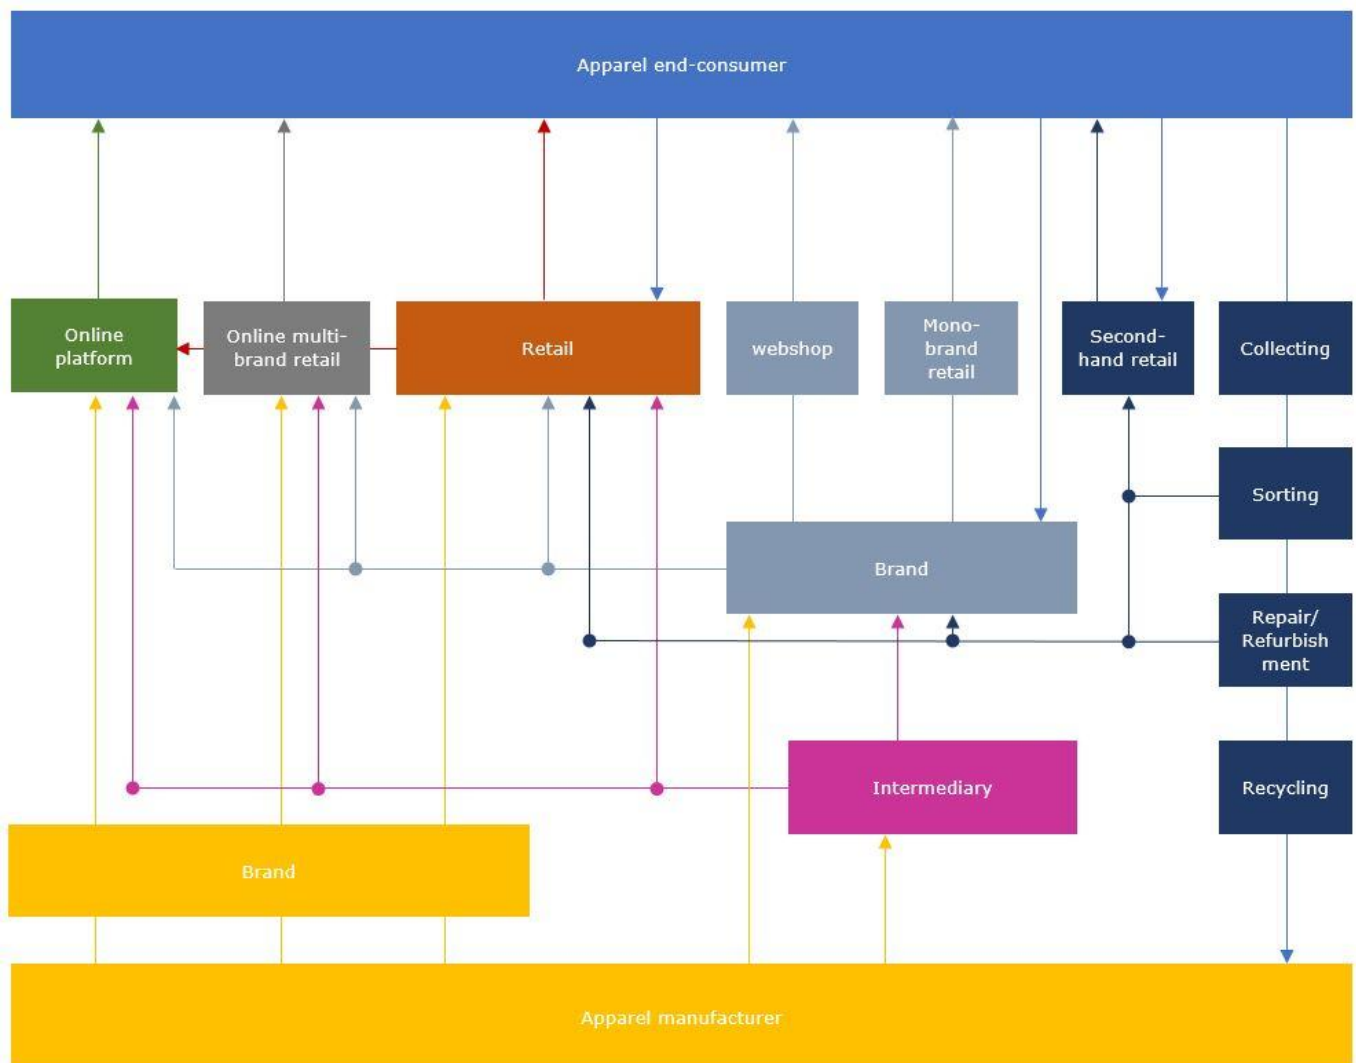 Apparel end-consumer
Online
platform
Online multi-
brand retail
Retail
webshop
Mono-
brand
retail
Second-
hand retail
Collecting
Sorting
Brand
Repair/
Refurbish
ment
Intermediary
Recycling
Brand
Apparel manufacturer